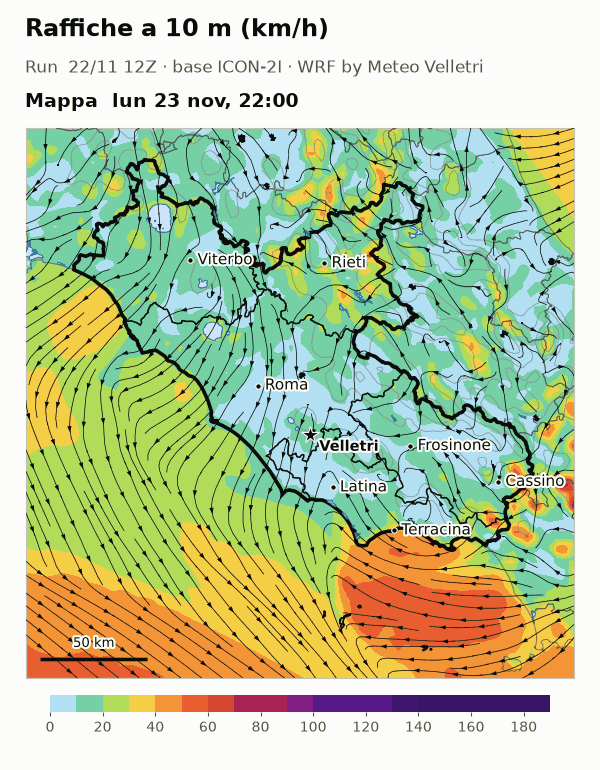 Raffiche a 10 m (km/h)
Run  22/11 12Z · base ICON-2I · WRF by Meteo Velletri
Mappa  lun 23 nov, 22:00
Viterbo
Rieti
Roma
Velletri
Frosinone
Latina
Cassino
Terracina
50 km
0 20 40 60 80 100 120 140 160 180